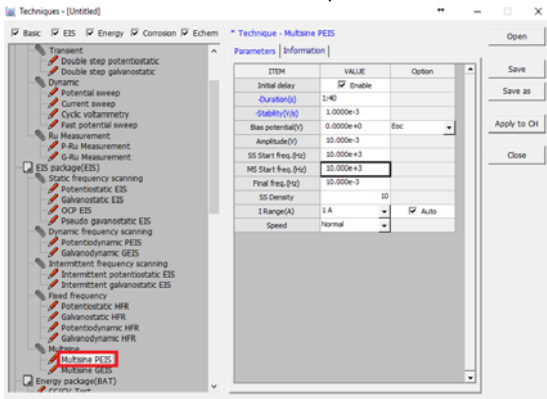 Techniques - [Untitled]
Basic EIS Energy Corrosion Echem
Transient
Double step potentiostatic
Double step galvanostatic
Dynamic
Potential sweep
Current sweep
Cyclic voltammetry
Fast potential sweep
Ru Measurement
P-Ru Measurement
G-Ru Measurement
EIS package(EIS)
Static frequency scanning
Potentiostatic EIS
Galvanostatic EIS
OCP EIS
Pseudo gavanostatic EIS
Dynamic frequency scanning
Potentiodynamic PEIS
Galvanodynamic GEIS
Intermittent frequency scanning
Intermittent potentiostatic EIS
Intermittent galvanostatic EIS
Fixed frequency
Potentiostatic HFR
Galvanostatic HFR
Potentiodynamic HFR
Galvanodynamic HFR
Multisine
Multisine PEIS
Multisine GEIS
Energy package(BAT)
CC/CV Test
* Technique - Multisine PEIS
Parameters Information
ITEM VALUE Option
Initial delay Enable
-Duration(s) 1:40
-Stability(V/s) 1.0000e-3
Bias potential(V) 0.0000e+0 Eoc
Amplitude(V) 10.000e-3
SS Start freq.(Hz) 10.000e+3
MS Start freq.(Hz) 10.000e+3
Final freq.(Hz) 10.000e-3
SS Density 10
I Range(A) 1 A Auto
Speed Normal
Open
Save
Save as
Apply to CH
Close